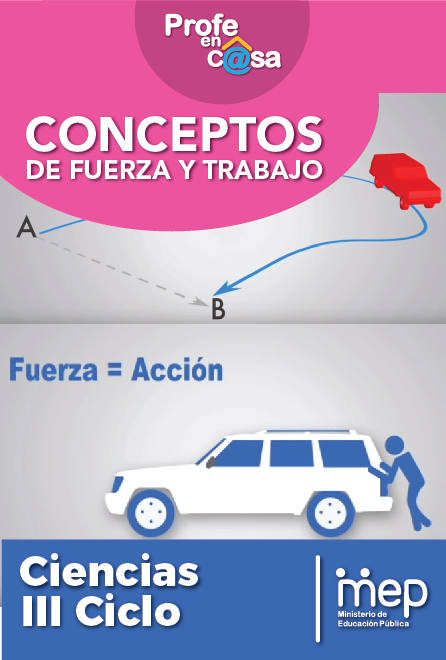 Profe
en
c@sa
CONCEPTOS
DE FUERZA Y TRABAJO
A
B
Fuerza = Acción
Ciencias
III Ciclo
mep
Ministerio de
Educación Pública